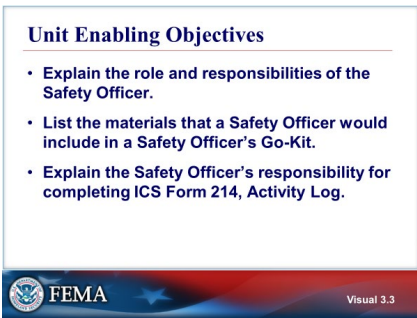 Unit Enabling Objectives
• Explain the role and responsibilities of the
Safety Officer.
• List the materials that a Safety Officer would
include in a Safety Officer's Go-Kit.
• Explain the Safety Officer's responsibility for
completing ICS Form 214, Activity Log.
FEMA
Visual 3.3